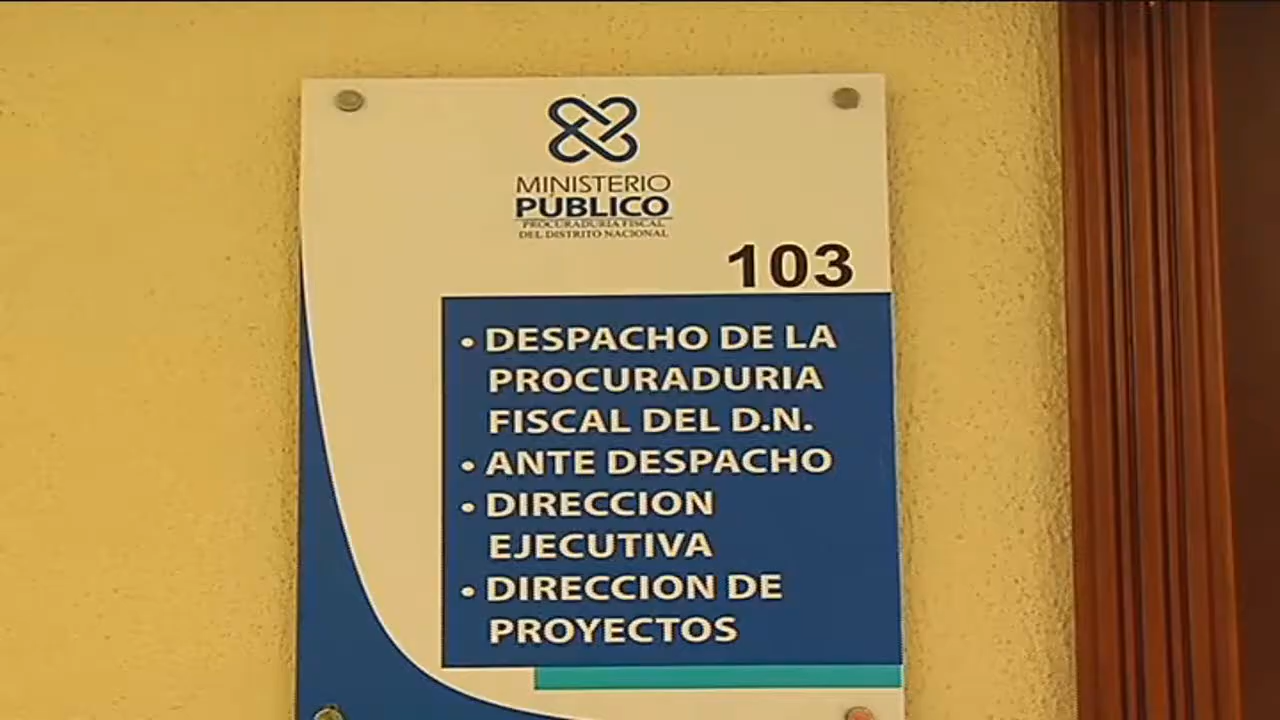 MINISTERIO
PÚBLICO
PROCURADURIA FISCAL
DEL DISTRITO NACIONAL
103
• DESPACHO DE LA
PROCURADURIA
FISCAL DEL D.N.
• ANTE DESPACHO
• DIRECCION
EJECUTIVA
• DIRECCION DE
PROYECTOS